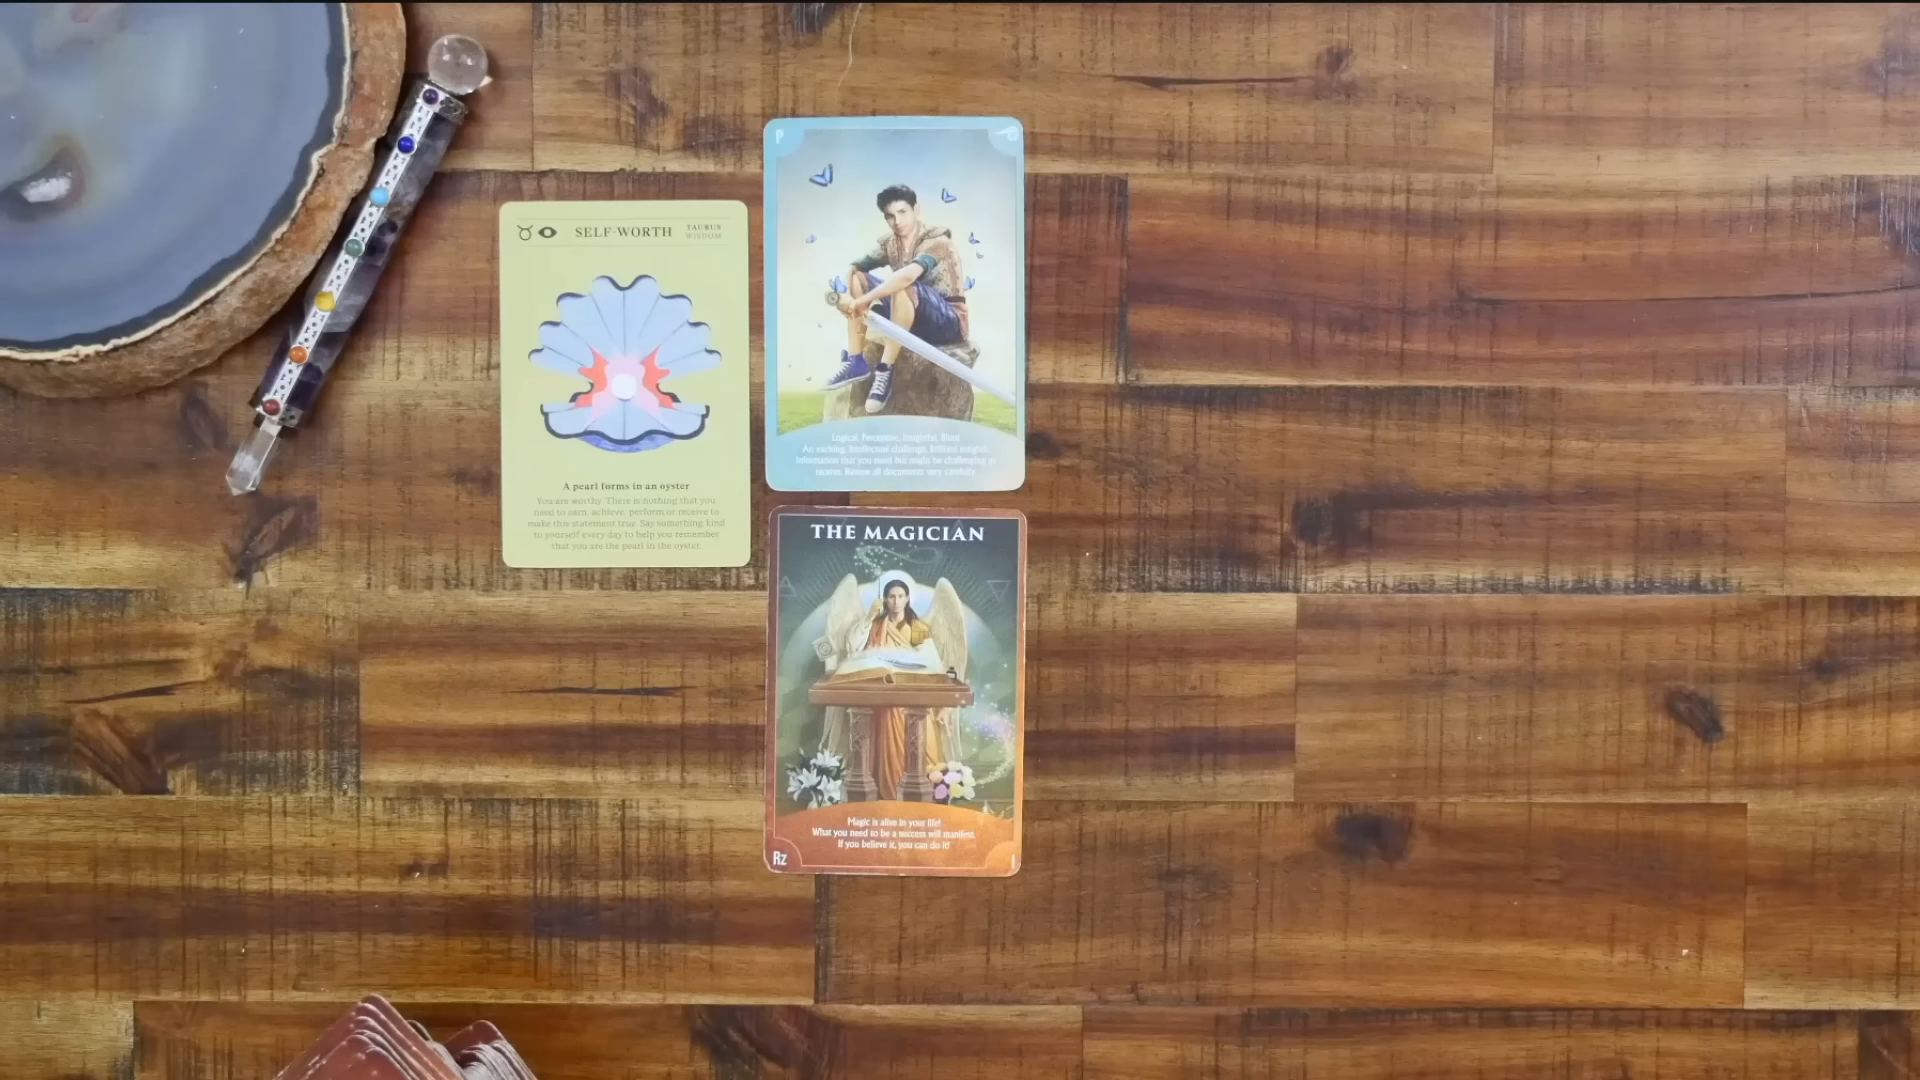 SELF-WORTH
TAURUS
WISDOM
A pearl forms in an oyster
You are worthy. There is nothing that you
need to earn, achieve, perform or receive to
make this statement true. Say something kind
to yourself every day to help you remember
that you are the pearl in the oyster.
P
Logical, Perceptive, Insightful, Blunt
An exciting, intellectual challenge. Brilliant insights.
Information that you need but might be challenging to
receive. Review all documents very carefully.
THE MAGICIAN
Magic is alive in your life!
What you need to be a success will manifest.
If you believe it, you can do it!
Rz
I